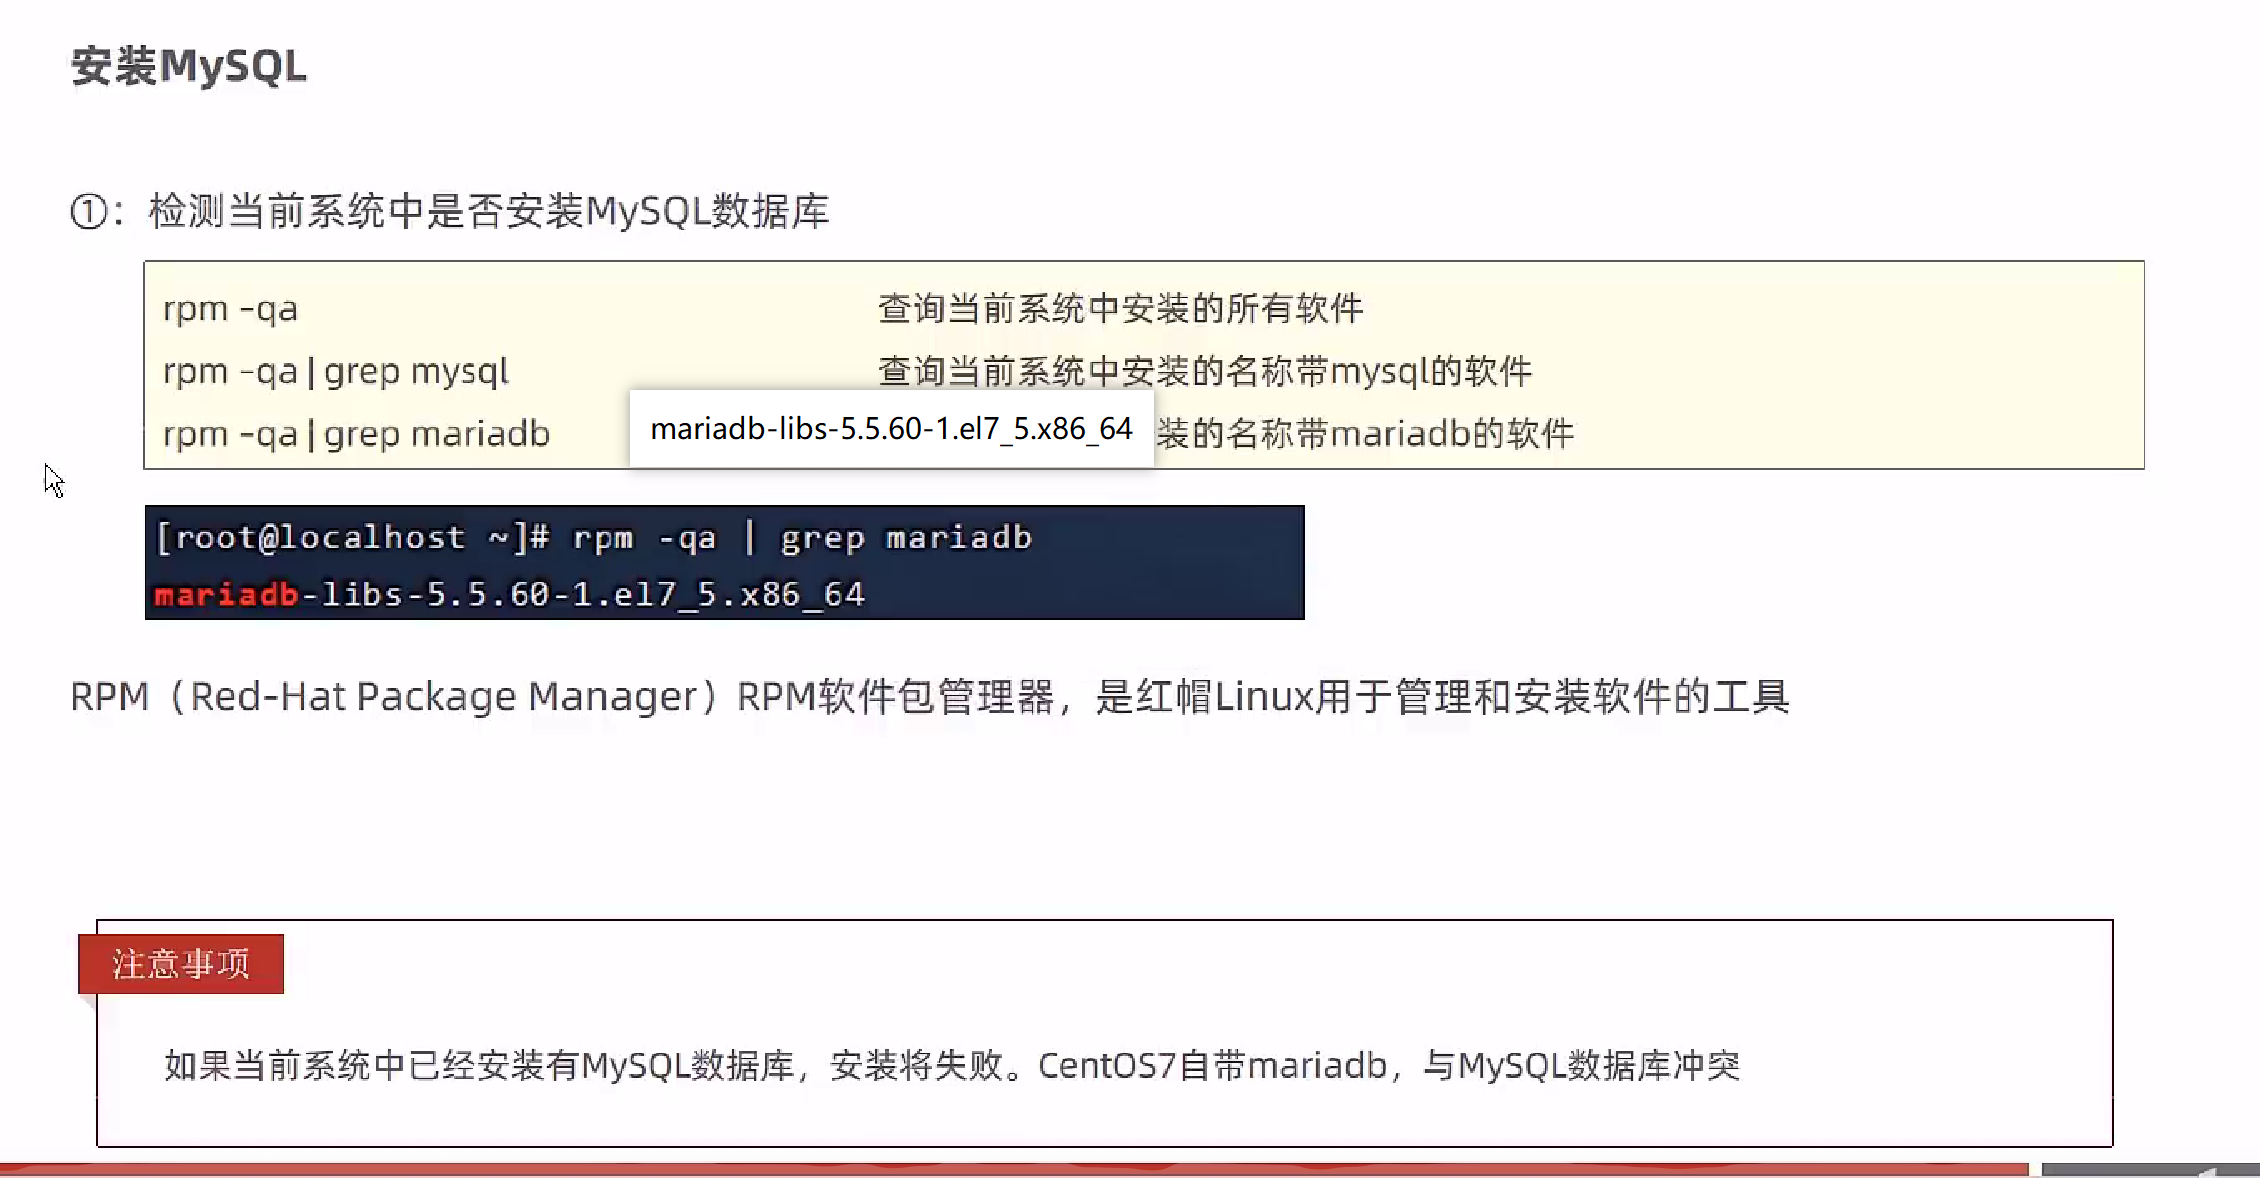 安装MySQL
①：检测当前系统中是否安装MySQL数据库
rpm -qa 查询当前系统中安装的所有软件
rpm -qa | grep mysql 查询当前系统中安装的名称带mysql的软件
rpm -qa | grep mariadb mariadb-libs-5.5.60-1.el7_5.x86_64 装的名称带mariadb的软件
[root@localhost ~]# rpm -qa | grep mariadb
mariadb-libs-5.5.60-1.el7_5.x86_64
RPM（Red-Hat Package Manager）RPM软件包管理器，是红帽Linux用于管理和安装软件的工具
注意事项
如果当前系统中已经安装有MySQL数据库，安装将失败。CentOS7自带mariadb，与MySQL数据库冲突